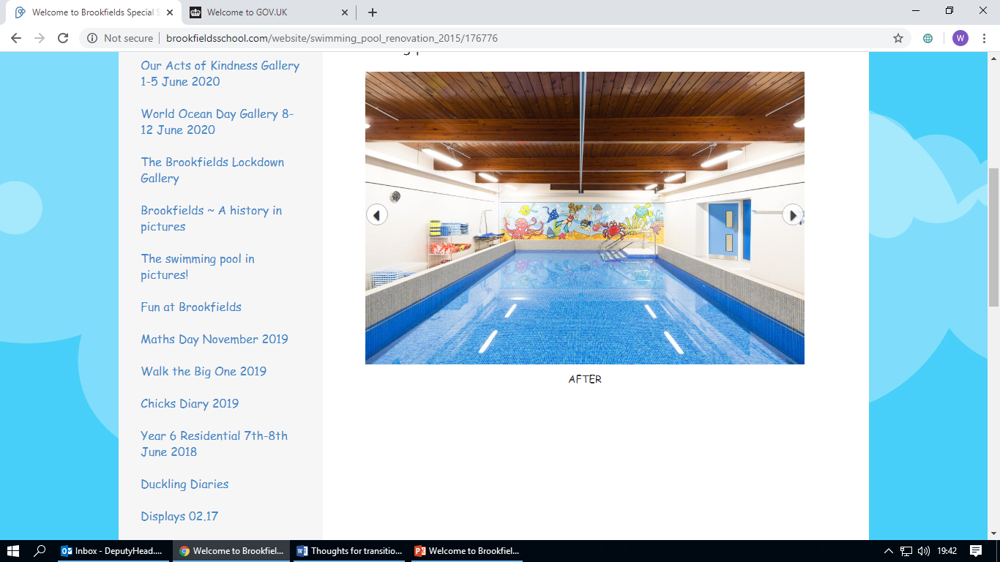 Welcome to Brookfields Special S
Welcome to GOV.UK
Not secure
brookfieldsschool.com/website/swimming_pool_renovation_2015/176776
W
Our Acts of Kindness Gallery
1-5 June 2020
World Ocean Day Gallery 8-
12 June 2020
The Brookfields Lockdown
Gallery
Brookfields ~ A history in
pictures
The swimming pool in
pictures!
Fun at Brookfields
Maths Day November 2019
Walk the Big One 2019
Chicks Diary 2019
Year 6 Residential 7th-8th
June 2018
Duckling Diaries
Displays 02.17
AFTER
Inbox - DeputyHead....
Welcome to Brookfiel...
Thoughts for transitio...
Welcome to Brookfiel...
19:42